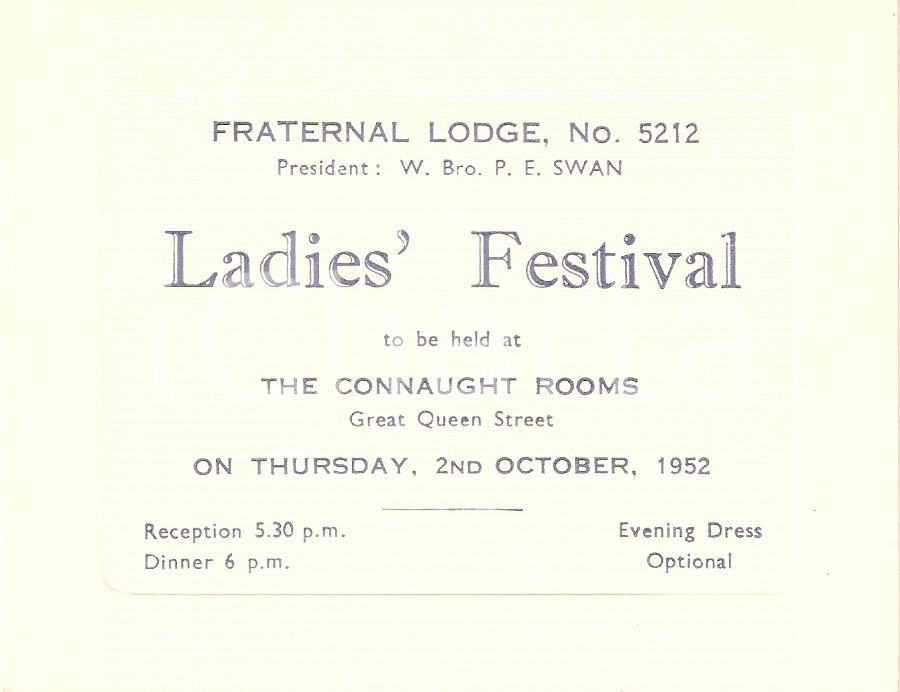 FRATERNAL LODGE, No. 5212
President : W. Bro. P. E. SWAN
Ladies' Festival
to be held at
THE CONNAUGHT ROOMS
Great Queen Street
ON THURSDAY, 2ND OCTOBER, 1952
Reception 5.30 p.m.
Dinner 6 p.m.
Evening Dress
Optional